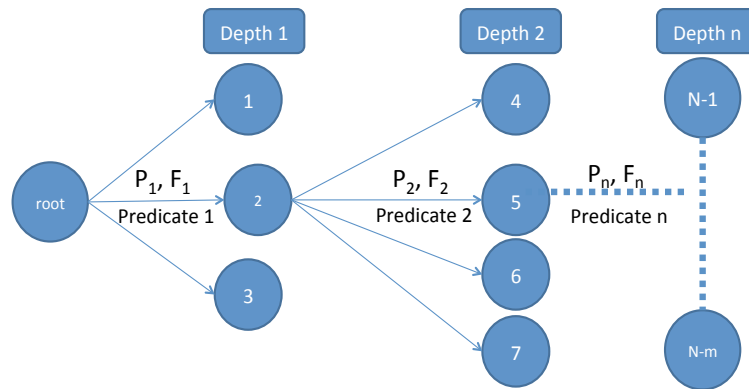 Depth 1
Depth 2
Depth n
1
4
N-1
P1, F1
P2, F2
Pn, Fn
root
2
5
Predicate 1
Predicate 2
Predicate n
6
3
7
N-m